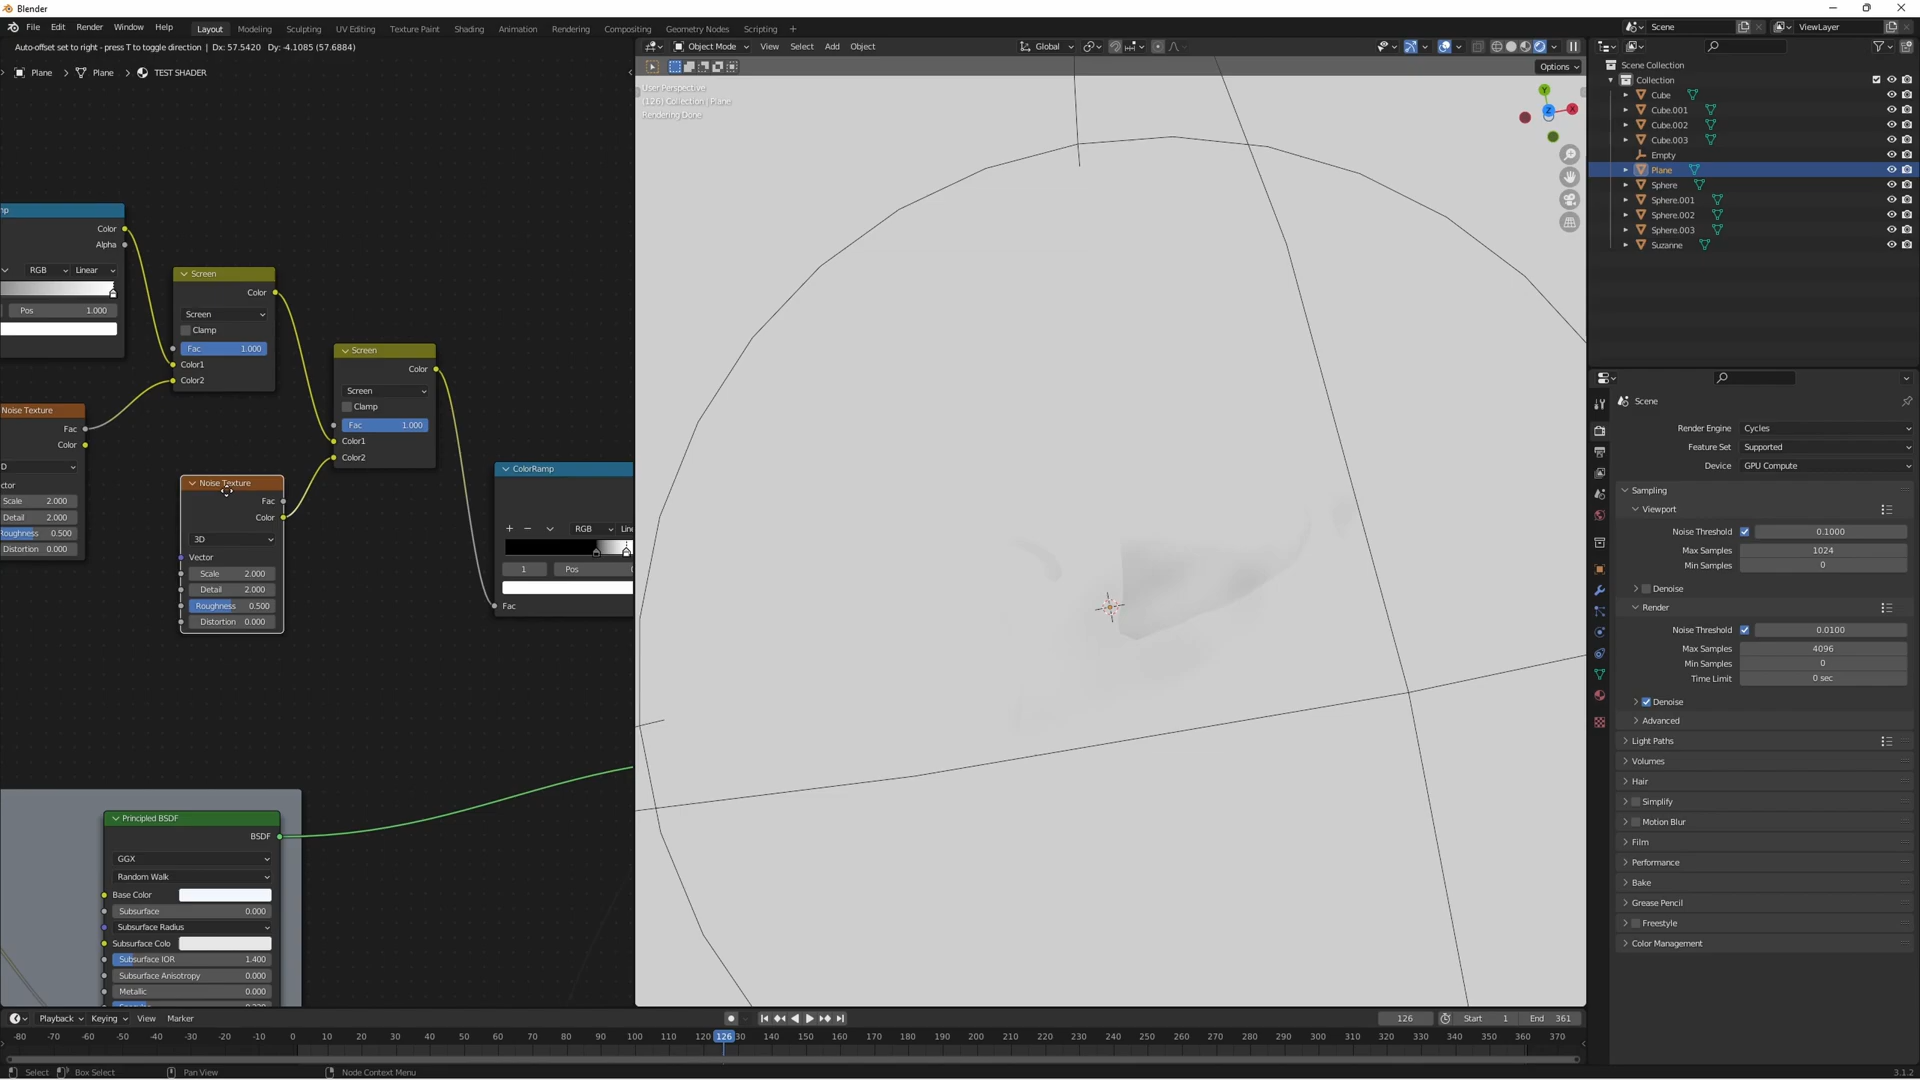 Blender
File Edit Render Window Help Layout Modeling Sculpting UV Editing Texture Paint Shading Animation Rendering Compositing Geometry Nodes Scripting + Scene ViewLayer
Auto-offset set to right - press T to toggle direction | Dx: 57.5420 Dy: -4.1085 (57.6884)
Object Mode View Select Add Object Global
Options
Plane Plane TEST SHADER
User Perspective
(126) Collection | Plane
Rendering Done
Y
Z
X
Color
Alpha
RGB Linear
Pos 1.000
Screen
Color
Screen
Clamp
Fac 1.000
Color1
Color2
Screen
Color
Screen
Clamp
Fac 1.000
Color1
Color2
Noise Texture
Fac
Color
Scale 2.000
Detail 2.000
Roughness 0.500
Distortion 0.000
Noise Texture
Fac
Color
3D
Vector
Scale 2.000
Detail 2.000
Roughness 0.500
Distortion 0.000
ColorRamp
+ − RGB
1 Pos
Fac
Principled BSDF
BSDF
GGX
Random Walk
Base Color
Subsurface 0.000
Subsurface Radius
Subsurface Colo
Subsurface IOR 1.400
Subsurface Anisotropy 0.000
Metallic 0.000
Scene Collection
Collection
Cube
Cube.001
Cube.002
Cube.003
Empty
Plane
Sphere
Sphere.001
Sphere.002
Sphere.003
Suzanne
Scene
Render Engine Cycles
Feature Set Supported
Device GPU Compute
Sampling
Viewport
Noise Threshold 0.1000
Max Samples 1024
Min Samples 0
Denoise
Render
Noise Threshold 0.0100
Max Samples 4096
Min Samples 0
Time Limit 0 sec
Denoise
Advanced
Light Paths
Volumes
Hair
Simplify
Motion Blur
Film
Performance
Bake
Grease Pencil
Freestyle
Color Management
Playback Keying View Marker 126 Start 1 End 361
-80 -70 -60 -50 -40 -30 -20 -10 0 10 20 30 40 50 60 70 80 90 100 110 120 126 130 140 150 160 170 180 190 200 210 220 230 240 250 260 270 280 290 300 310 320 330 340 350 360 370
Select Box Select Pan View Node Context Menu 3.1.2